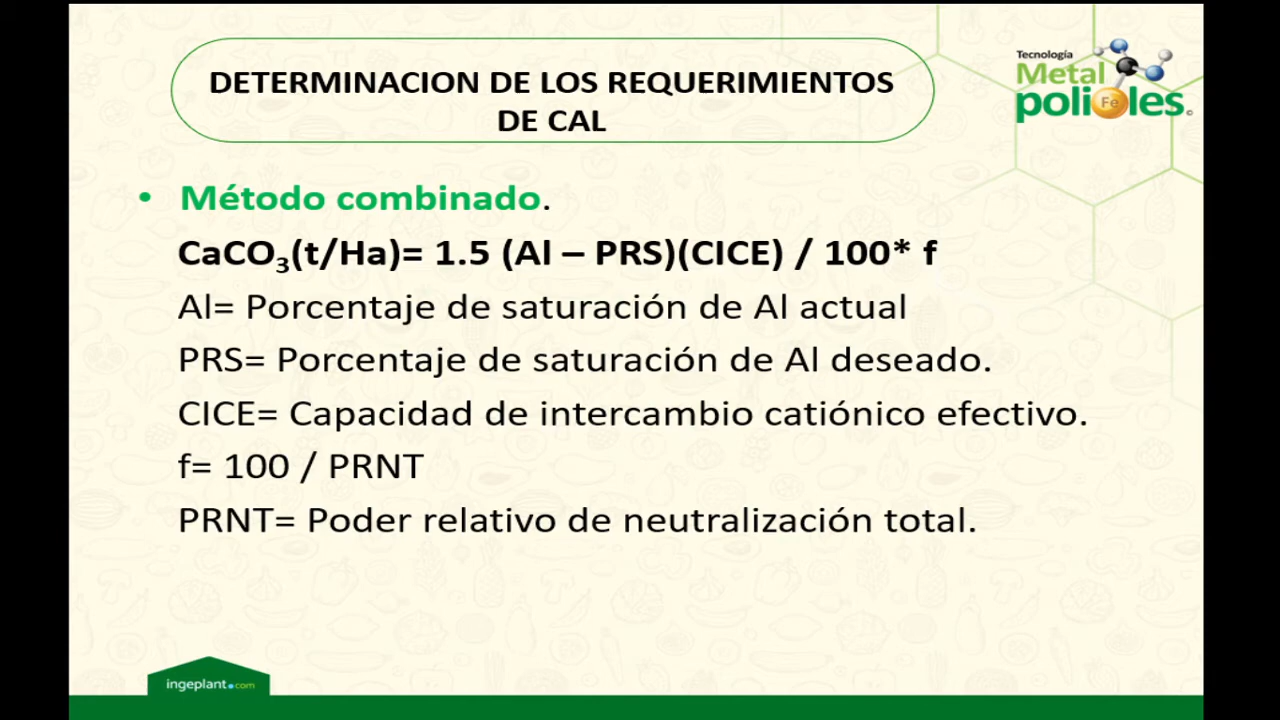 DETERMINACION DE LOS REQUERIMIENTOS
DE CAL
Tecnología
Metal
polioles
Fe
• Método combinado.
CaCO₃(t/Ha)= 1.5 (Al – PRS)(CICE) / 100* f
Al= Porcentaje de saturación de Al actual
PRS= Porcentaje de saturación de Al deseado.
CICE= Capacidad de intercambio catiónico efectivo.
f= 100 / PRNT
PRNT= Poder relativo de neutralización total.
ingeplant.com